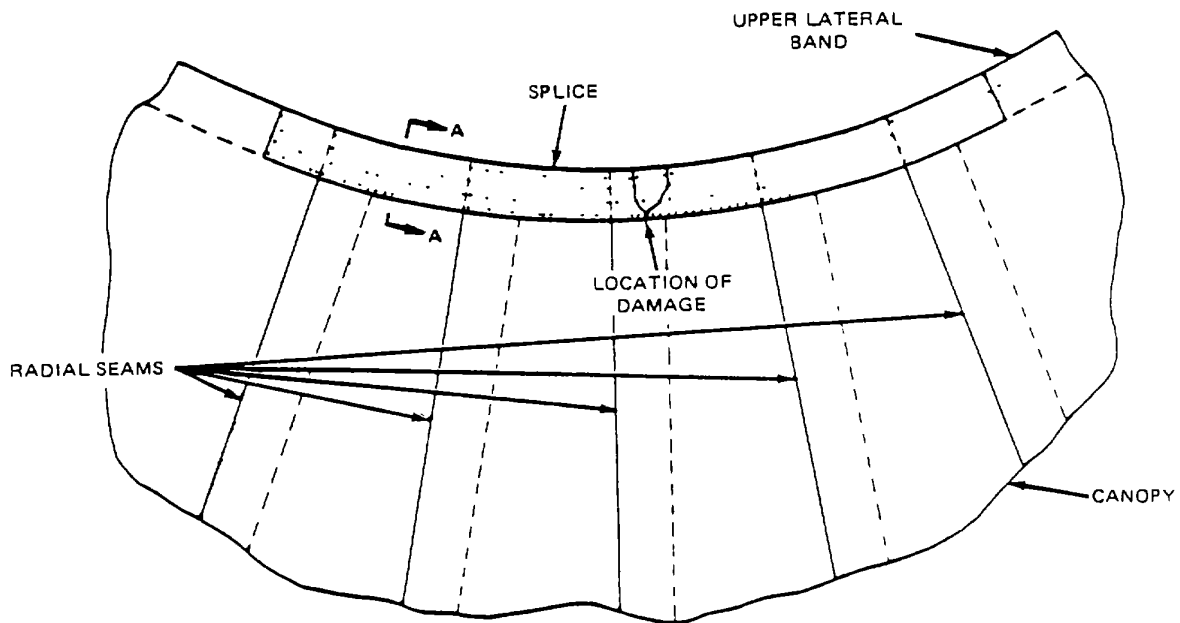 UPPER LATERAL
BAND
SPLICE
A
A
LOCATION OF
DAMAGE
RADIAL SEAMS
CANOPY